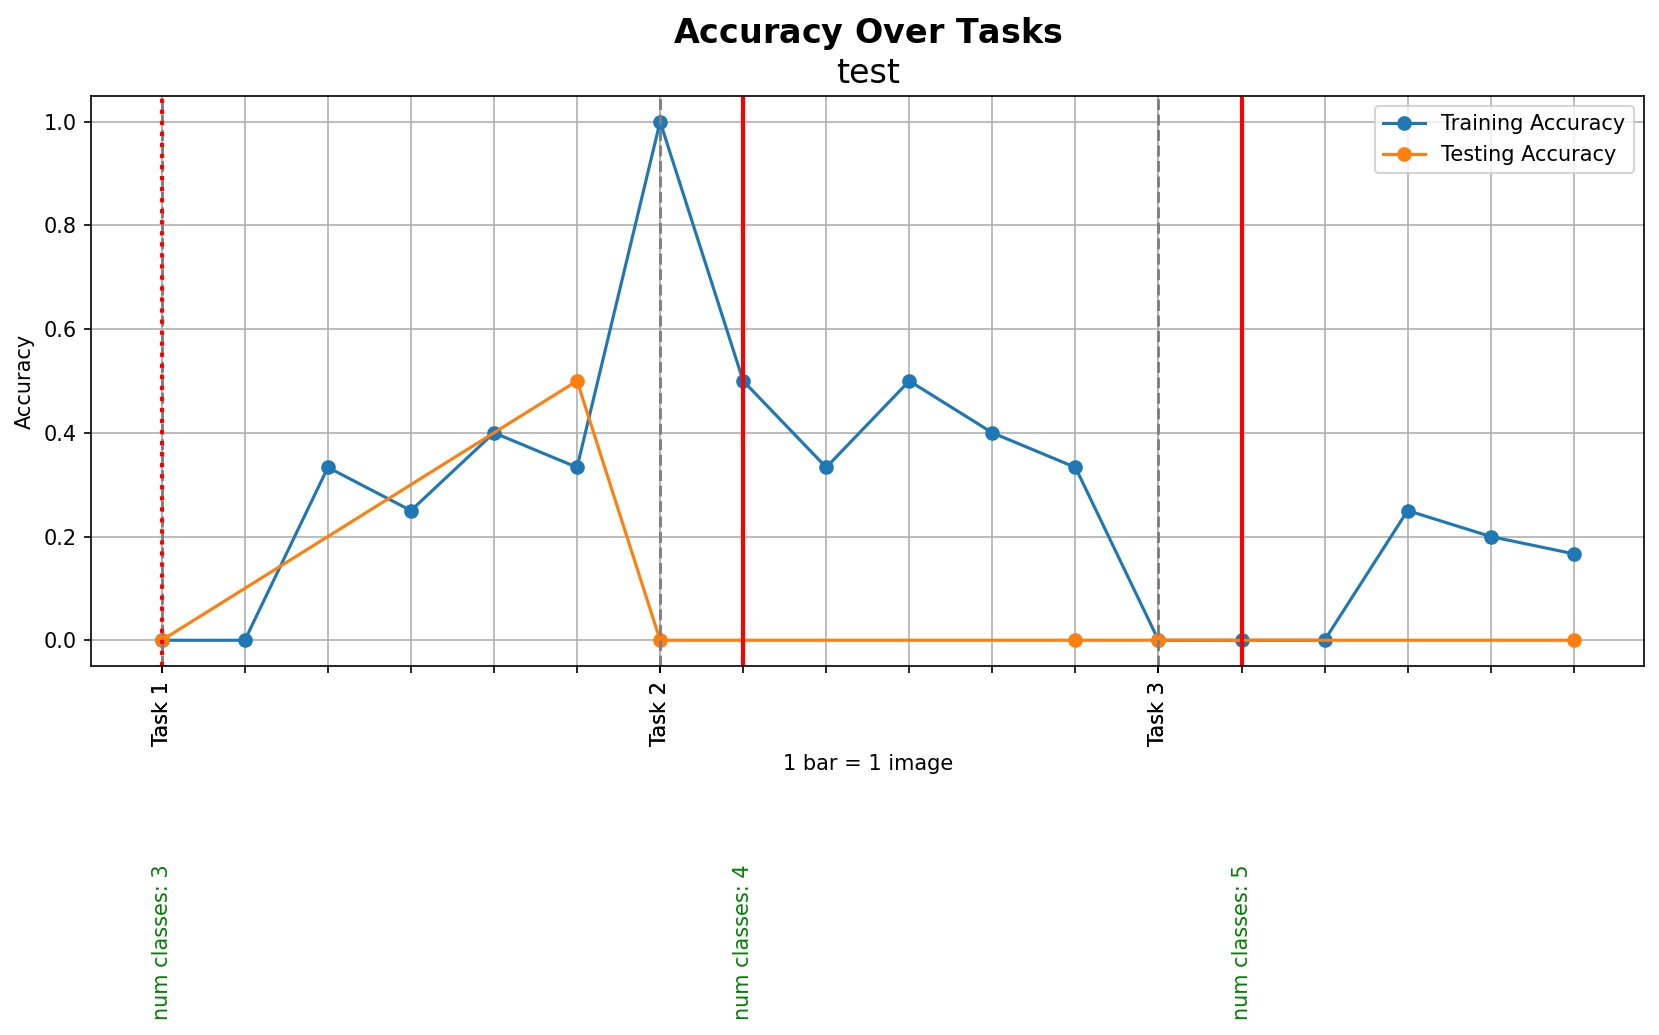 Accuracy Over Tasks
test
Training Accuracy
Testing Accuracy
Accuracy
1.0
0.8
0.6
0.4
0.2
0.0
Task 1
Task 2
Task 3
1 bar = 1 image
num classes: 3
num classes: 4
num classes: 5